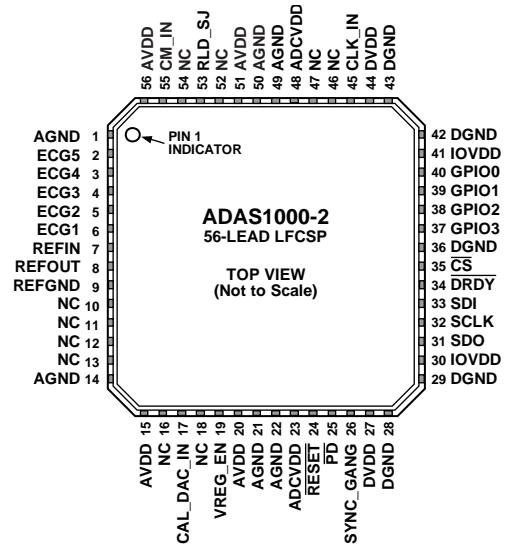 56 AVDD
55 CM_IN
54 NC
53 RLD_SJ
52 NC
51 AVDD
50 AGND
49 AGND
48 ADCVDD
47 NC
46 NC
45 CLK_IN
44 DVDD
43 DGND
AGND 1
ECG5 2
ECG4 3
ECG3 4
ECG2 5
ECG1 6
REFIN 7
REFOUT 8
REFGND 9
NC 10
NC 11
NC 12
NC 13
AGND 14
PIN 1
INDICATOR
ADAS1000-2
56-LEAD LFCSP
TOP VIEW
(Not to Scale)
42 DGND
41 IOVDD
40 GPIO0
39 GPIO1
38 GPIO2
37 GPIO3
36 DGND
35 CS
34 DRDY
33 SDI
32 SCLK
31 SDO
30 IOVDD
29 DGND
AVDD 15
NC 16
CAL_DAC_IN 17
NC 18
VREG_EN 19
AVDD 20
AGND 21
AGND 22
ADCVDD 23
RESET 24
PD 25
SYNC_GANG 26
DVDD 27
DGND 28